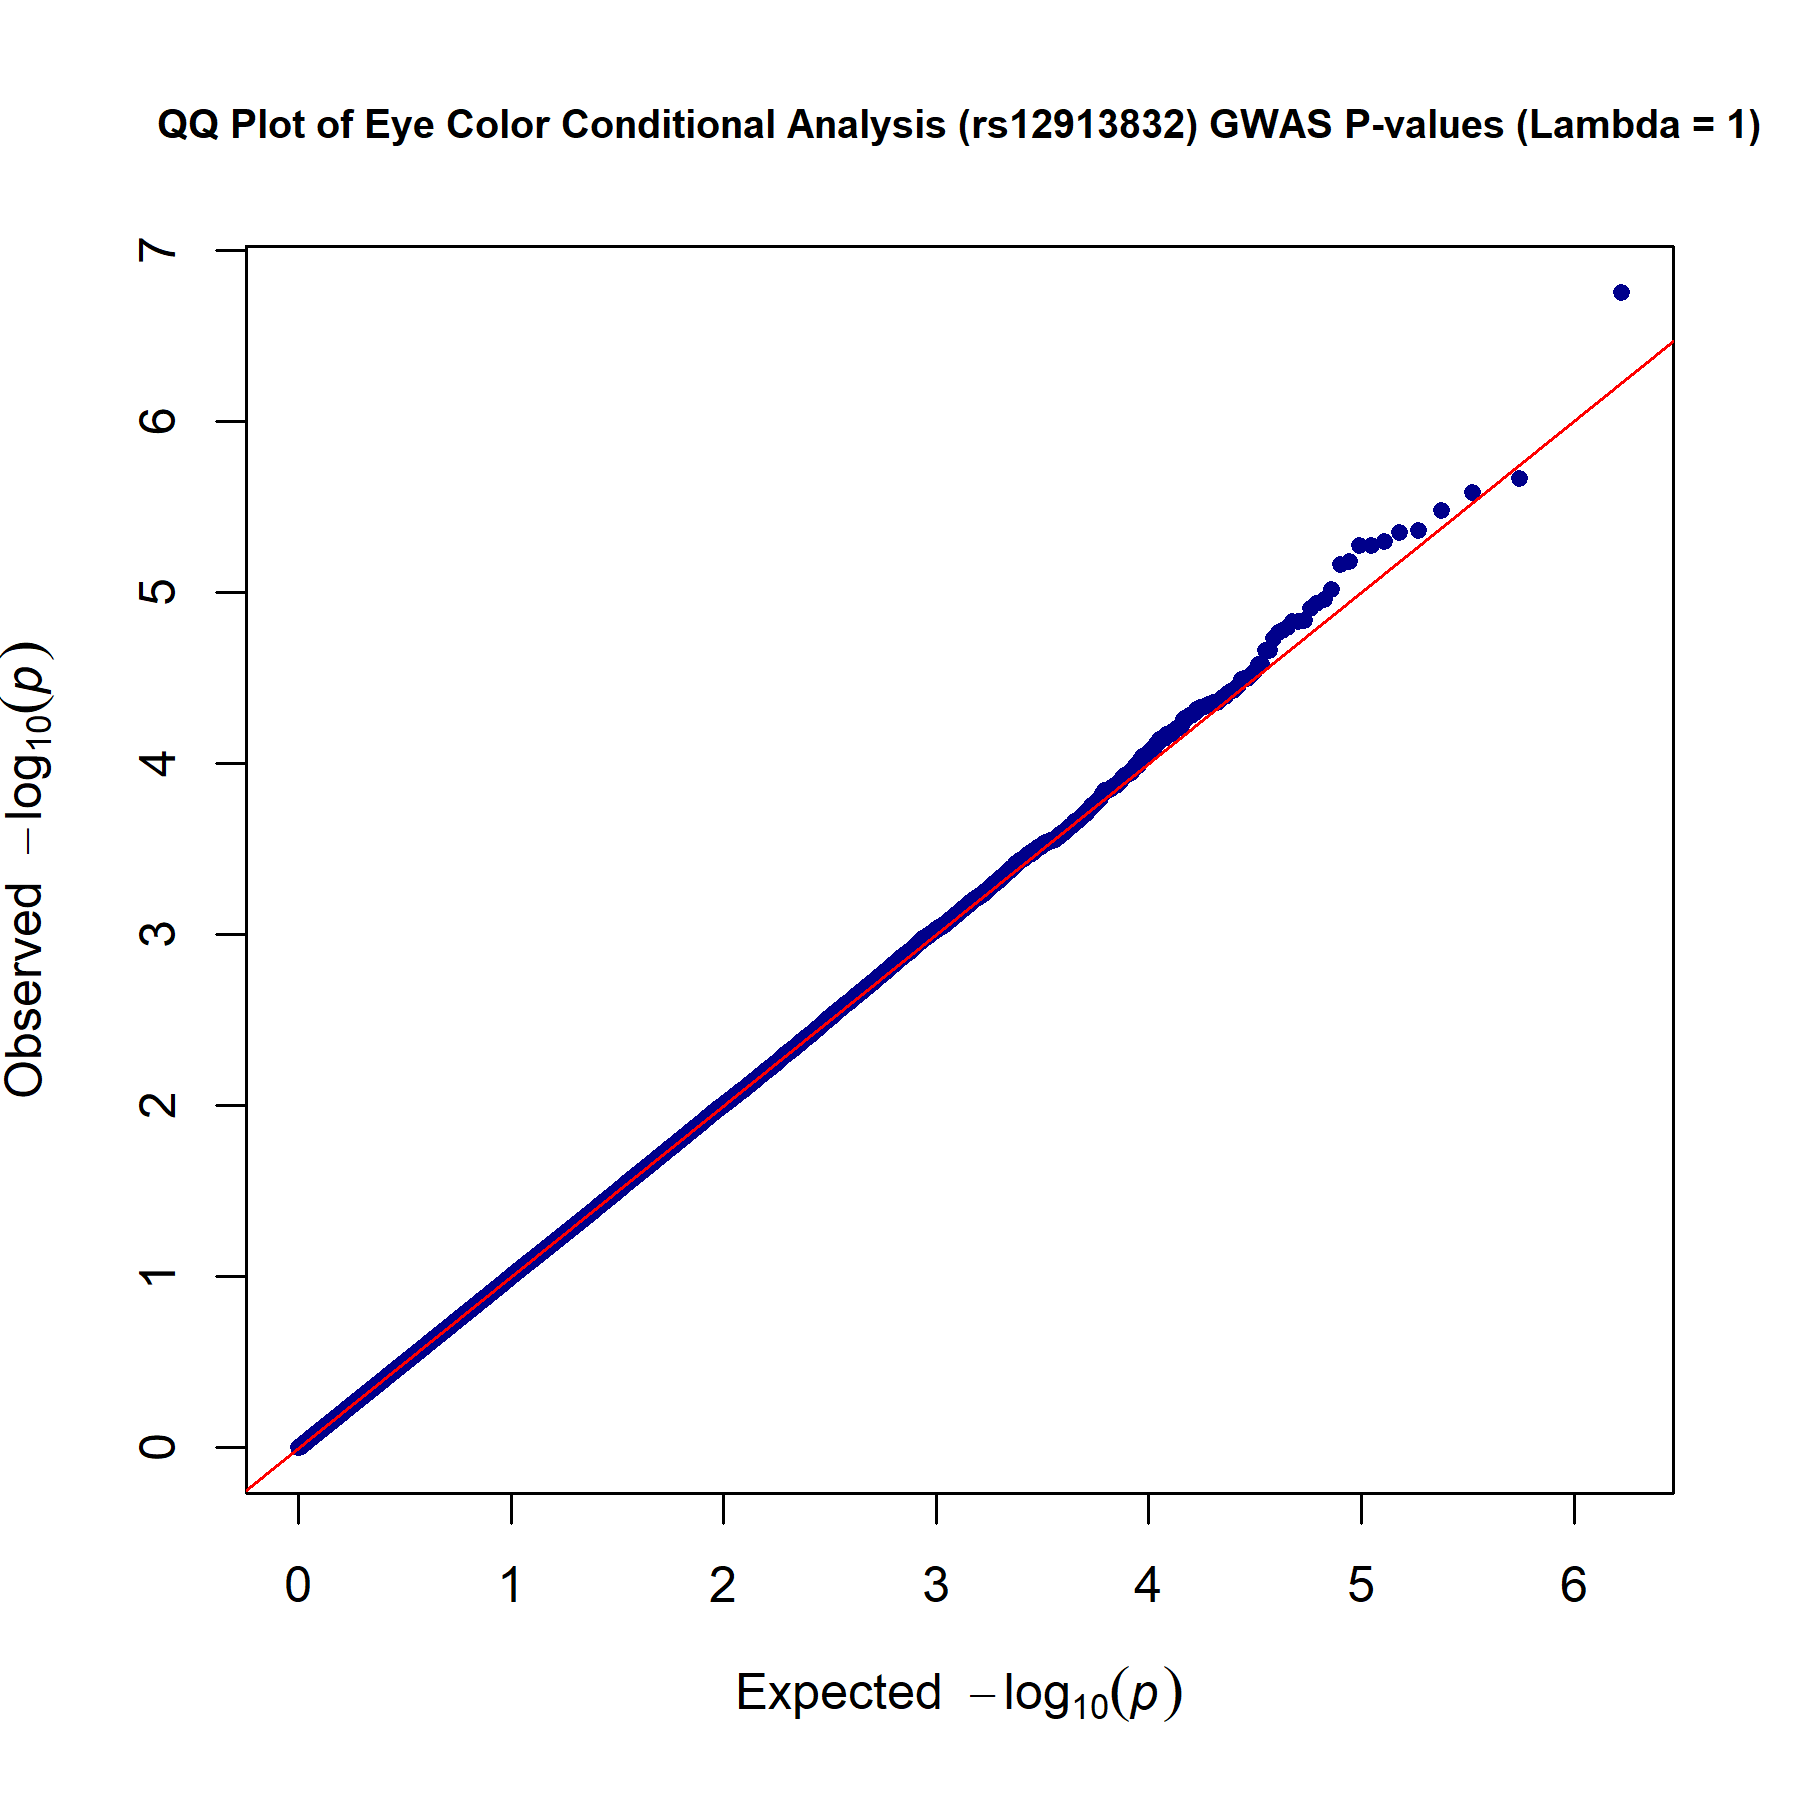 QQ Plot of Eye Color Conditional Analysis (rs12913832) GWAS P-values (Lambda = 1)
7
6
5
4
3
2
1
0
Observed −log10(p)
0 1 2 3 4 5 6
Expected −log10(p)